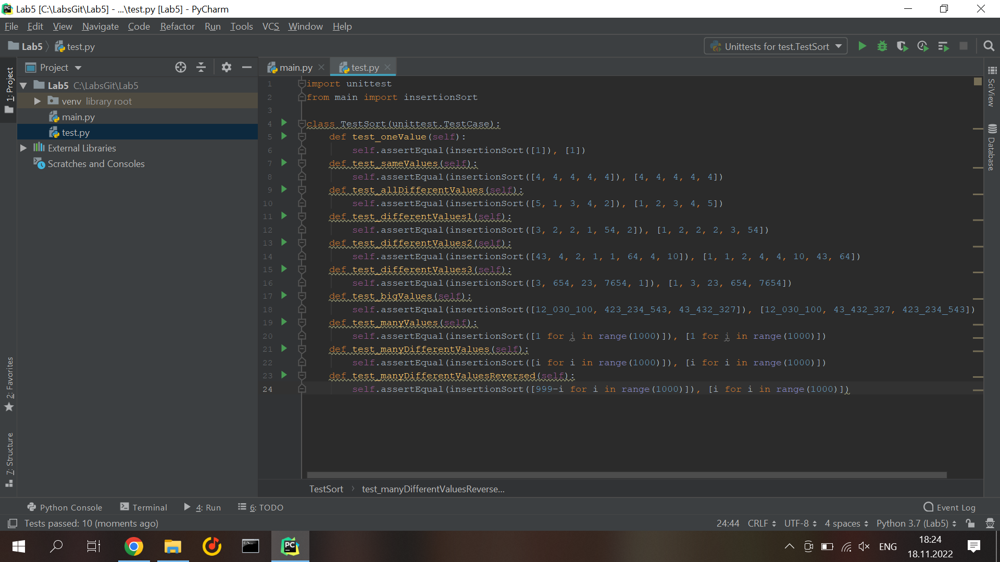 Lab5 [C:\LabsGit\Lab5] - ...\test.py [Lab5] - PyCharm
File Edit View Navigate Code Refactor Run Tools VCS Window Help
Lab5 test.py Unittests for test.TestSort
1: Project
Project
main.py test.py
Lab5 C:\LabsGit\Lab5
venv library root
main.py
test.py
External Libraries
Scratches and Consoles
1 import unittest
2 from main import insertionSort
3
4 class TestSort(unittest.TestCase):
5 def test_oneValue(self):
6 self.assertEqual(insertionSort([1]), [1])
7 def test_sameValues(self):
8 self.assertEqual(insertionSort([4, 4, 4, 4, 4]), [4, 4, 4, 4, 4])
9 def test_allDifferentValues(self):
10 self.assertEqual(insertionSort([5, 1, 3, 4, 2]), [1, 2, 3, 4, 5])
11 def test_differentValues1(self):
12 self.assertEqual(insertionSort([3, 2, 2, 1, 54, 2]), [1, 2, 2, 2, 3, 54])
13 def test_differentValues2(self):
14 self.assertEqual(insertionSort([43, 4, 2, 1, 1, 64, 4, 10]), [1, 1, 2, 4, 4, 10, 43, 64])
15 def test_differentValues3(self):
16 self.assertEqual(insertionSort([3, 654, 23, 7654, 1]), [1, 3, 23, 654, 7654])
17 def test_bigValues(self):
18 self.assertEqual(insertionSort([12_030_100, 423_234_543, 43_432_327]), [12_030_100, 43_432_327, 423_234_543])
19 def test_manyValues(self):
20 self.assertEqual(insertionSort([1 for i in range(1000)]), [1 for i in range(1000)])
21 def test_manyDifferentValues(self):
22 self.assertEqual(insertionSort([i for i in range(1000)]), [i for i in range(1000)])
23 def test_manyDifferentValuesReversed(self):
24 self.assertEqual(insertionSort([999-i for i in range(1000)]), [i for i in range(1000)])
SciView
Database
2: Favorites
7: Structure
TestSort test_manyDifferentValuesReverse...
Python Console Terminal 4: Run 6: TODO Event Log
Tests passed: 10 (moments ago) 24:44 CRLF UTF-8 4 spaces Python 3.7 (Lab5)
PC
ENG
18:24
18.11.2022